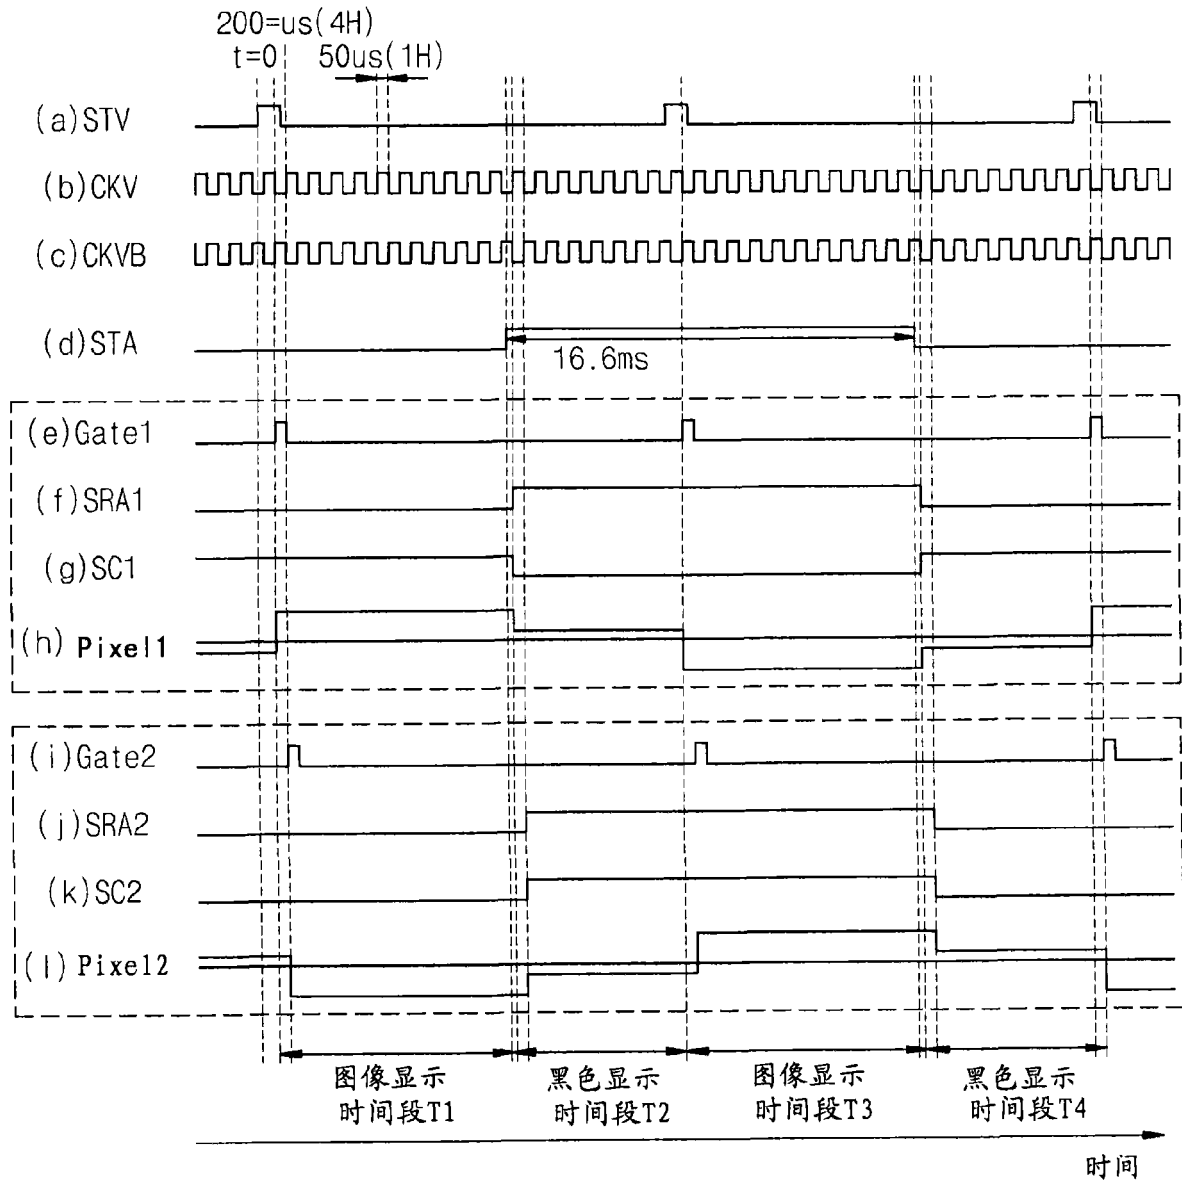 200=us(4H)
t=0 50us(1H)
(a)STV
(b)CKV
(c)CKVB
(d)STA
16.6ms
(e)Gate1
(f)SRA1
(g)SC1
(h) Pixel1
(i)Gate2
(j)SRA2
(k)SC2
(l) Pixel2
图像显示 黑色显示 图像显示 黑色显示
时间段T1 时间段T2 时间段T3 时间段T4
时间